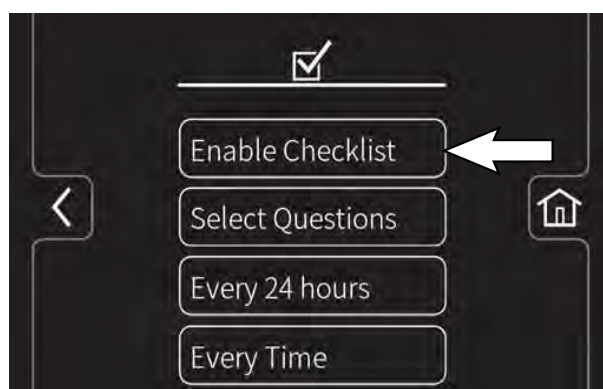 Enable Checklist
Select Questions
Every 24 hours
Every Time